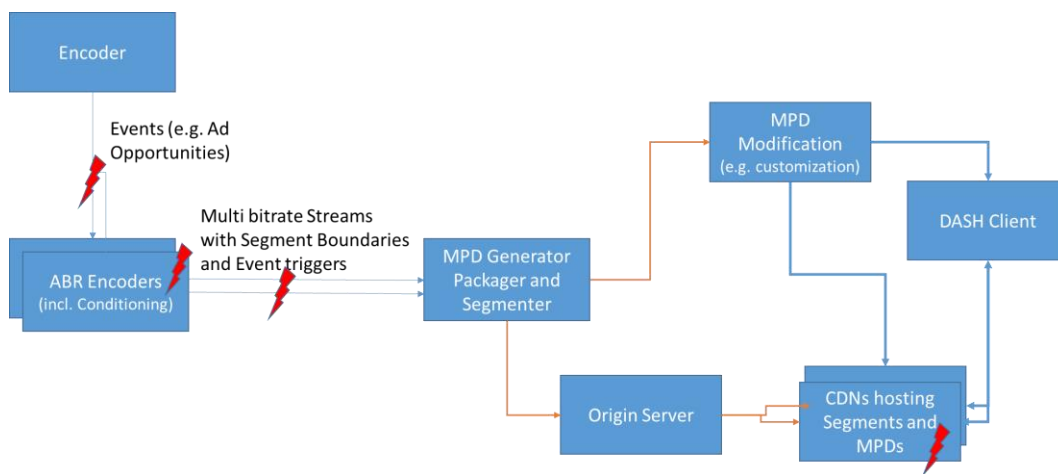 Encoder
Events (e.g. Ad
Opportunities)
ABR Encoders
(incl. Conditioning)
Multi bitrate Streams
with Segment Boundaries
and Event triggers
MPD Generator
Packager and
Segmenter
MPD
Modification
(e.g. customization)
DASH Client
Origin Server
CDNs hosting
Segments and
MPDs